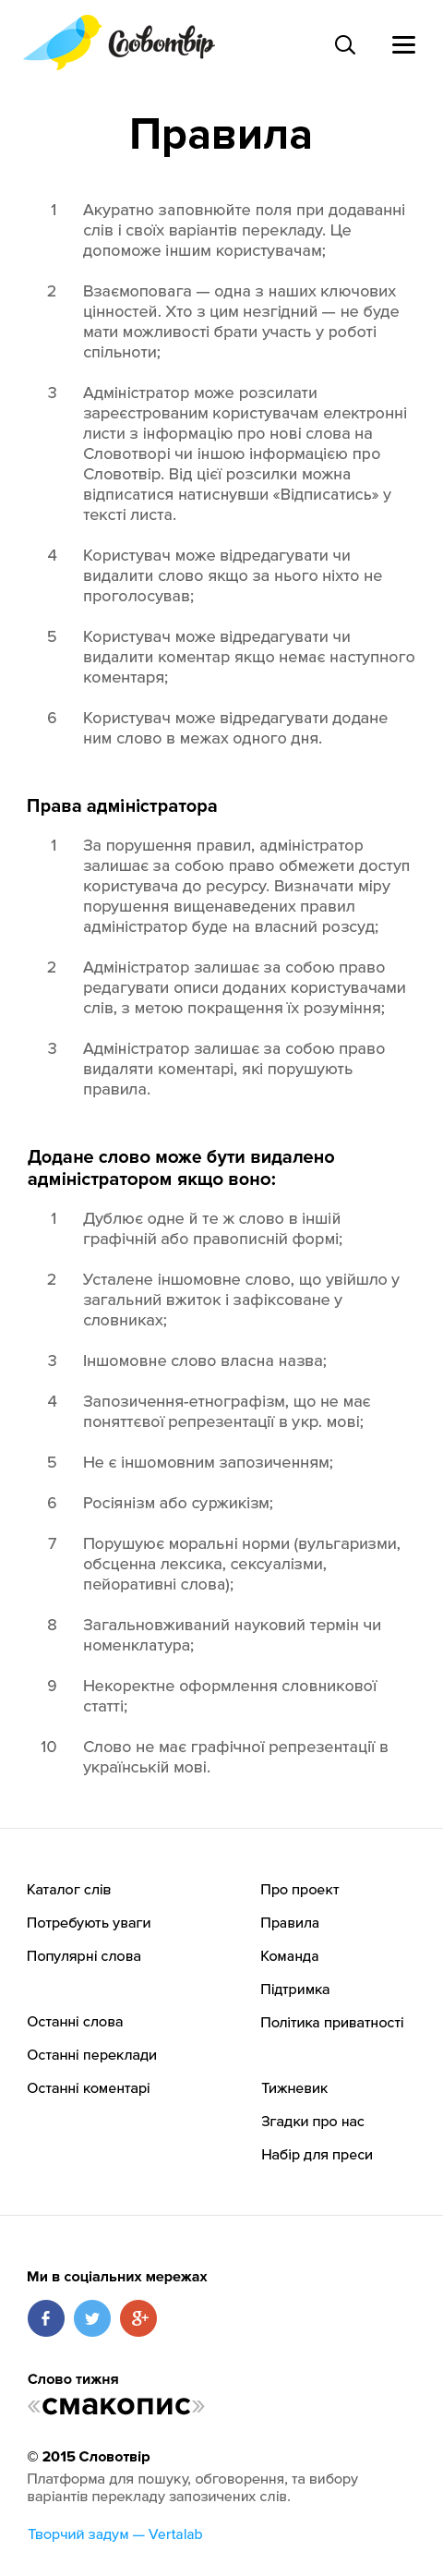 Словотвір
Правила
1 Акуратно заповнюйте поля при додаванні
слів і своїх варіантів перекладу. Це
допоможе іншим користувачам;
2 Взаємоповага — одна з наших ключових
цінностей. Хто з цим незгідний — не буде
мати можливості брати участь у роботі
спільноти;
3 Адміністратор може розсилати
зареєстрованим користувачам електронні
листи з інформацію про нові слова на
Словотворі чи іншою інформацією про
Словотвір. Від цієї розсилки можна
відписатися натиснувши «Відписатись» у
тексті листа.
4 Користувач може відредагувати чи
видалити слово якщо за нього ніхто не
проголосував;
5 Користувач може відредагувати чи
видалити коментар якщо немає наступного
коментаря;
6 Користувач може відредагувати додане
ним слово в межах одного дня.
Права адміністратора
1 За порушення правил, адміністратор
залишає за собою право обмежети доступ
користувача до ресурсу. Визначати міру
порушення вищенаведених правил
адміністратор буде на власний розсуд;
2 Адміністратор залишає за собою право
редагувати описи доданих користувачами
слів, з метою покращення їх розуміння;
3 Адміністратор залишає за собою право
видаляти коментарі, які порушують
правила.
Додане слово може бути видалено
адміністратором якщо воно:
1 Дублює одне й те ж слово в іншій
графічній або правописній формі;
2 Усталене іншомовне слово, що увійшло у
загальний вжиток і зафіксоване у
словниках;
3 Іншомовне слово власна назва;
4 Запозичення-етнографізм, що не має
поняттєвої репрезентації в укр. мові;
5 Не є іншомовним запозиченням;
6 Росіянізм або суржикізм;
7 Порушуює моральні норми (вульгаризми,
обсценна лексика, сексуалізми,
пейоративні слова);
8 Загальновживаний науковий термін чи
номенклатура;
9 Некоректне оформлення словникової
статті;
10 Слово не має графічної репрезентації в
українській мові.
Каталог слів
Потребують уваги
Популярні слова
Останні слова
Останні переклади
Останні коментарі
Про проект
Правила
Команда
Підтримка
Політика приватності
Тижневик
Згадки про нас
Набір для преси
Ми в соціальних мережах
Слово тижня
«смакопис»
© 2015 Словотвір
Платформа для пошуку, обговорення, та вибору
варіантів перекладу запозичених слів.
Творчий задум — Vertalab